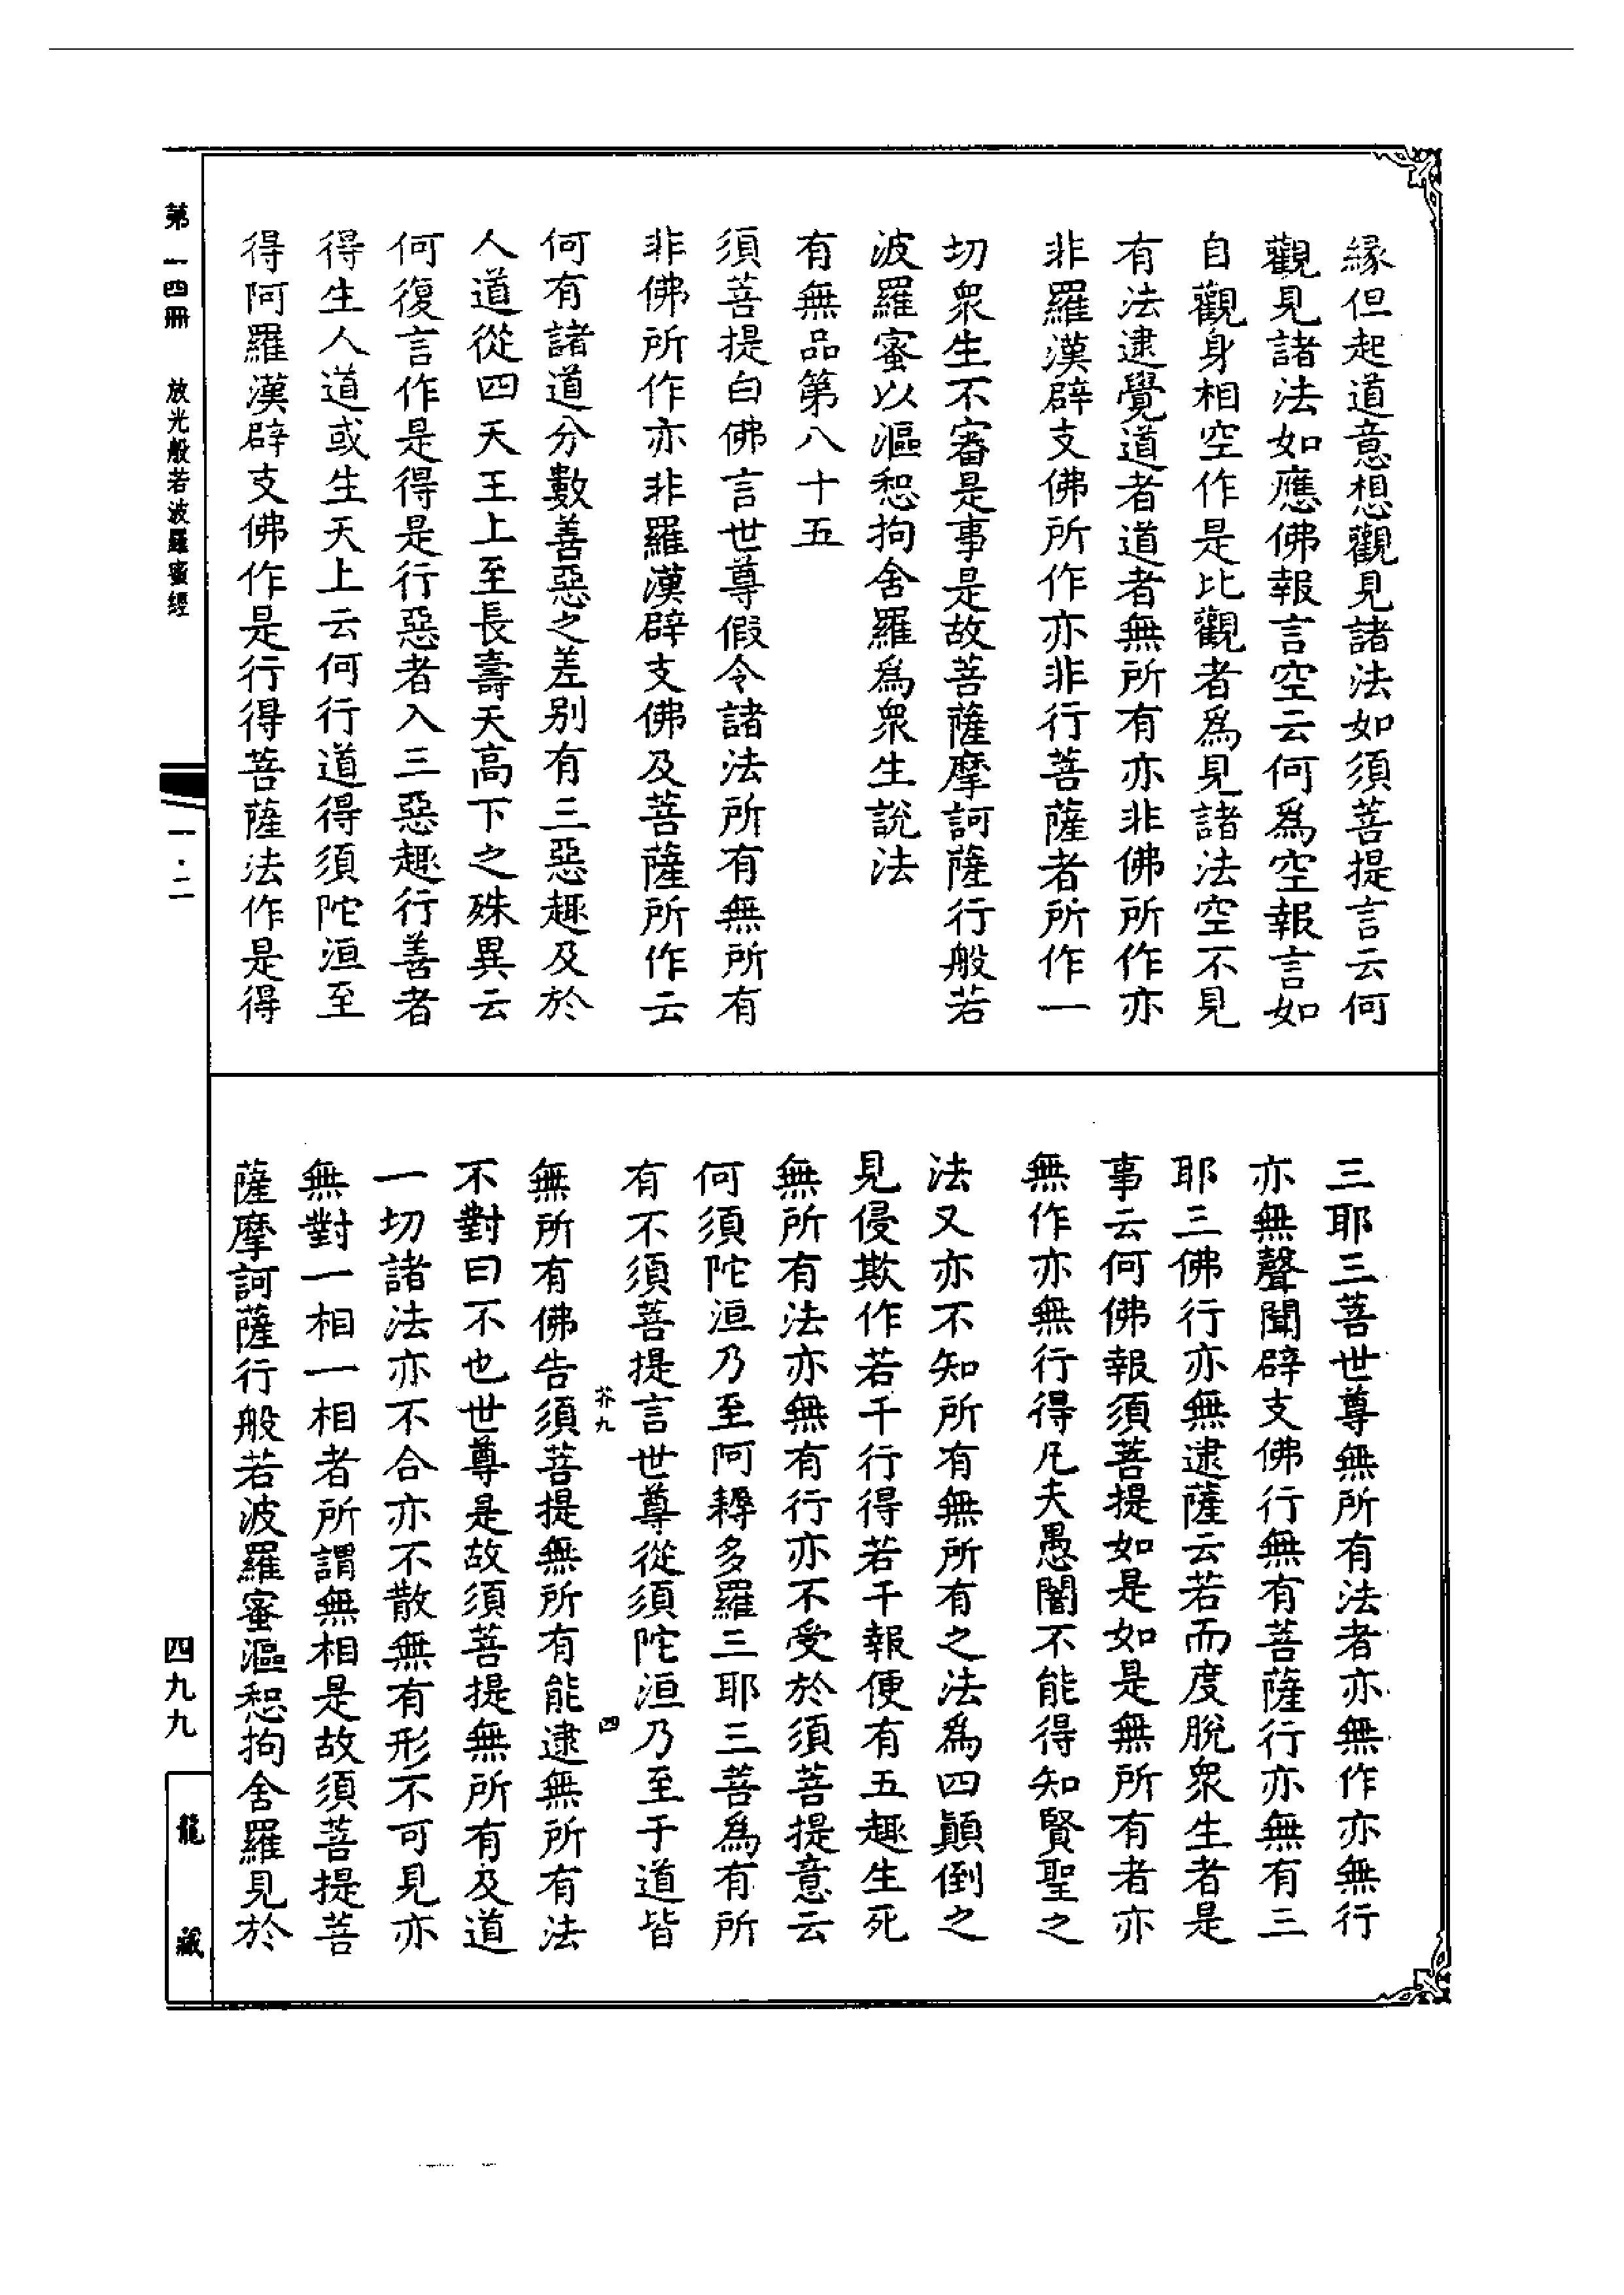 緣但起道意想觀見諸法如須菩提言云何
觀見諸法如應佛報言空云何為空報言如
自觀身相空作是比觀者為見諸法空不見
有法逮覺道者道者無所有亦非佛所作亦
非羅漢辟支佛所作亦非行菩薩者所作一
切眾生不審是事是故菩薩摩訶薩行般若
波羅蜜以漚恕拘舍羅為眾生說法
有無品第八十五
須菩提白佛言世尊假令諸法所有無所有
非佛所作亦非羅漢辟支佛及菩薩所作云
何有諸道分數善惡之差別有三惡趣及於
人道從四天王上至長壽天高下之殊異云
何復言作是得是行惡者入三惡趣行善者
得生人道或生天上云何行道得須陀洹至
得阿羅漢辟支佛作是行得菩薩法作是得
三耶三菩世尊無所有法者亦無作亦無行
亦無聲聞辟支佛行無有菩薩行亦無有三
耶三佛行亦無逮薩云若而度脫眾生者是
事云何佛報須菩提如是如是無所有者亦
無作亦無行得凡夫愚闇不能得知賢聖之
法又亦不知所有無所有之法為四顛倒之
見侵欺作若干行得若干報便有五趣生死
無所有法亦無有行亦不受於須菩提意云
何須陀洹乃至阿耨多羅三耶三菩為有所
有不須菩提言世尊從須陀洹乃至于道皆
芥九 四
無所有佛告須菩提無所有能逮無所有法
不對曰不也世尊是故須菩提無所有及道
一切諸法亦不合亦不散無有形不可見亦
無對一相一相者所謂無相是故須菩提菩
薩摩訶薩行般若波羅蜜漚恕拘舍羅見於
第一四冊 放光般若波羅蜜經
一·二
四九九
龍藏